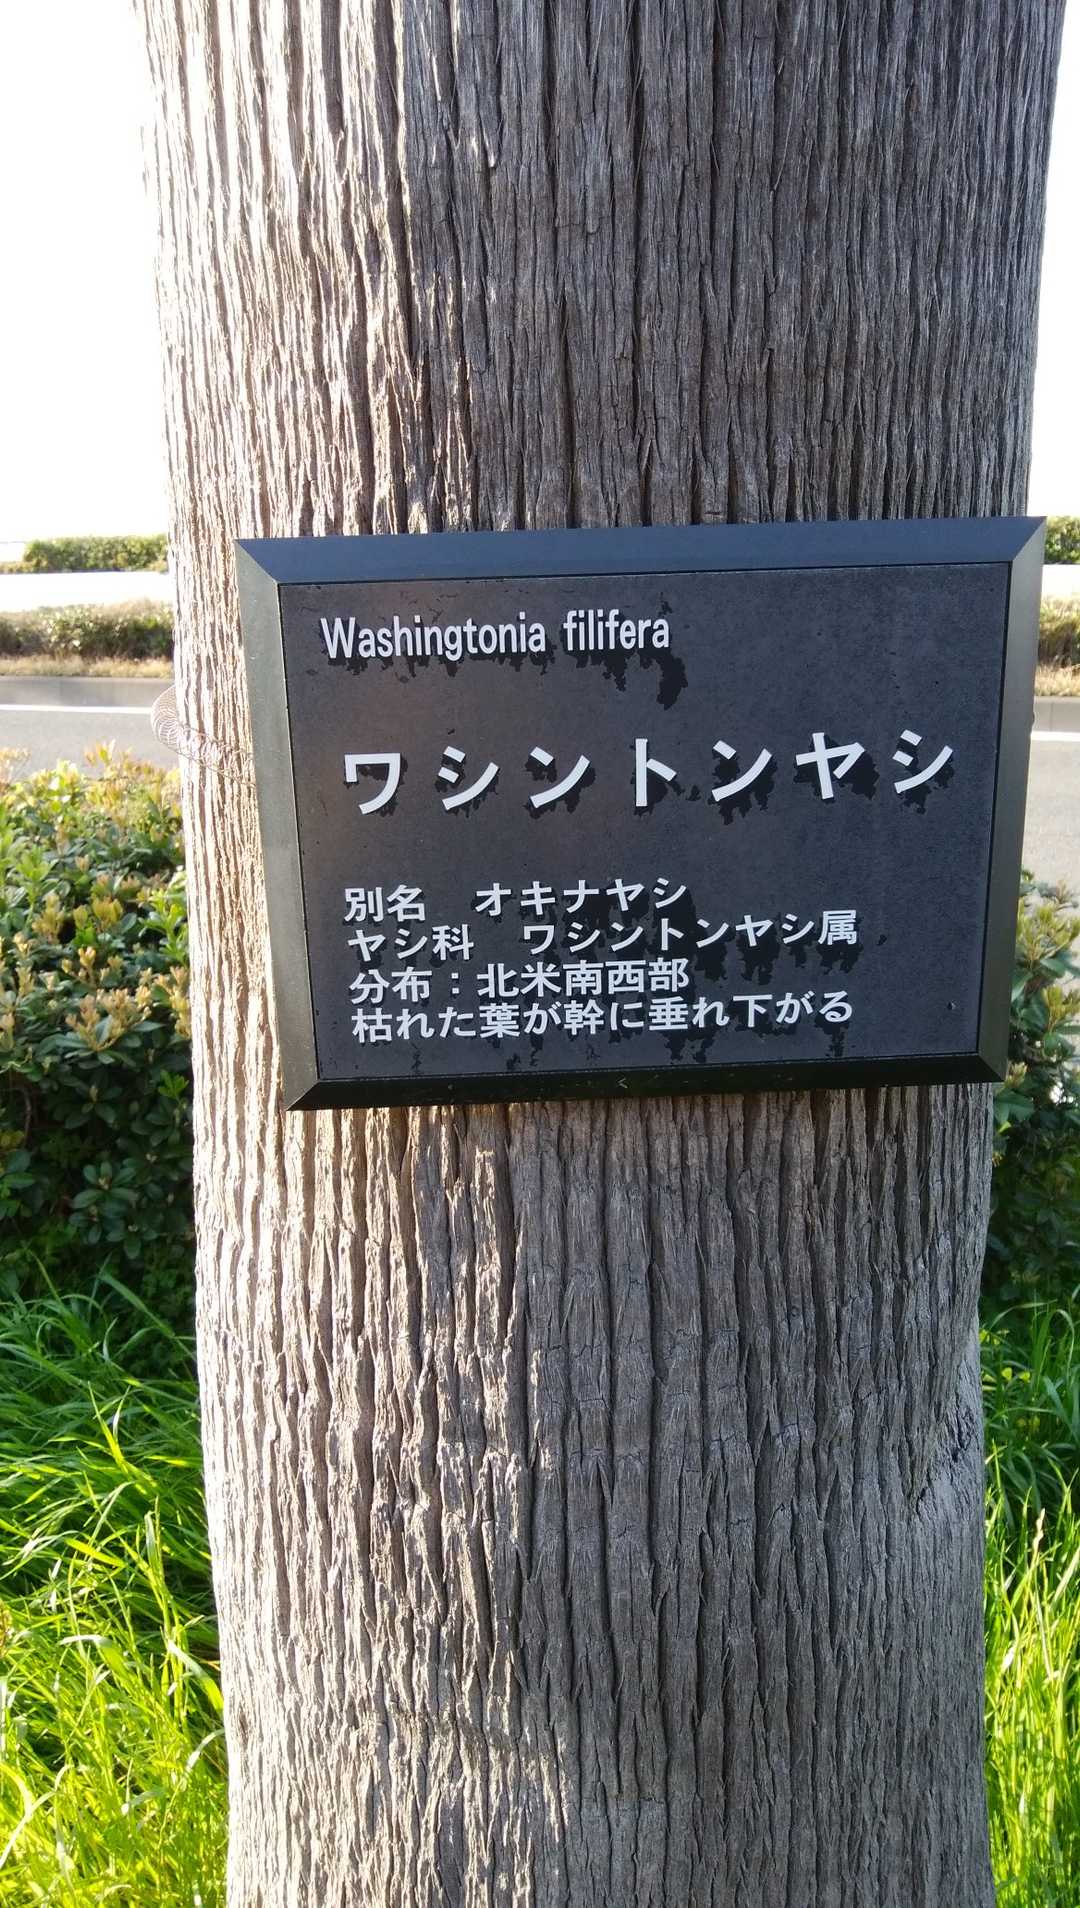 Washingtonia filifera
ワシントンヤシ
別名　オキナヤシ
ヤシ科　ワシントンヤシ属
分布：北米南西部
枯れた葉が幹に垂れ下がる